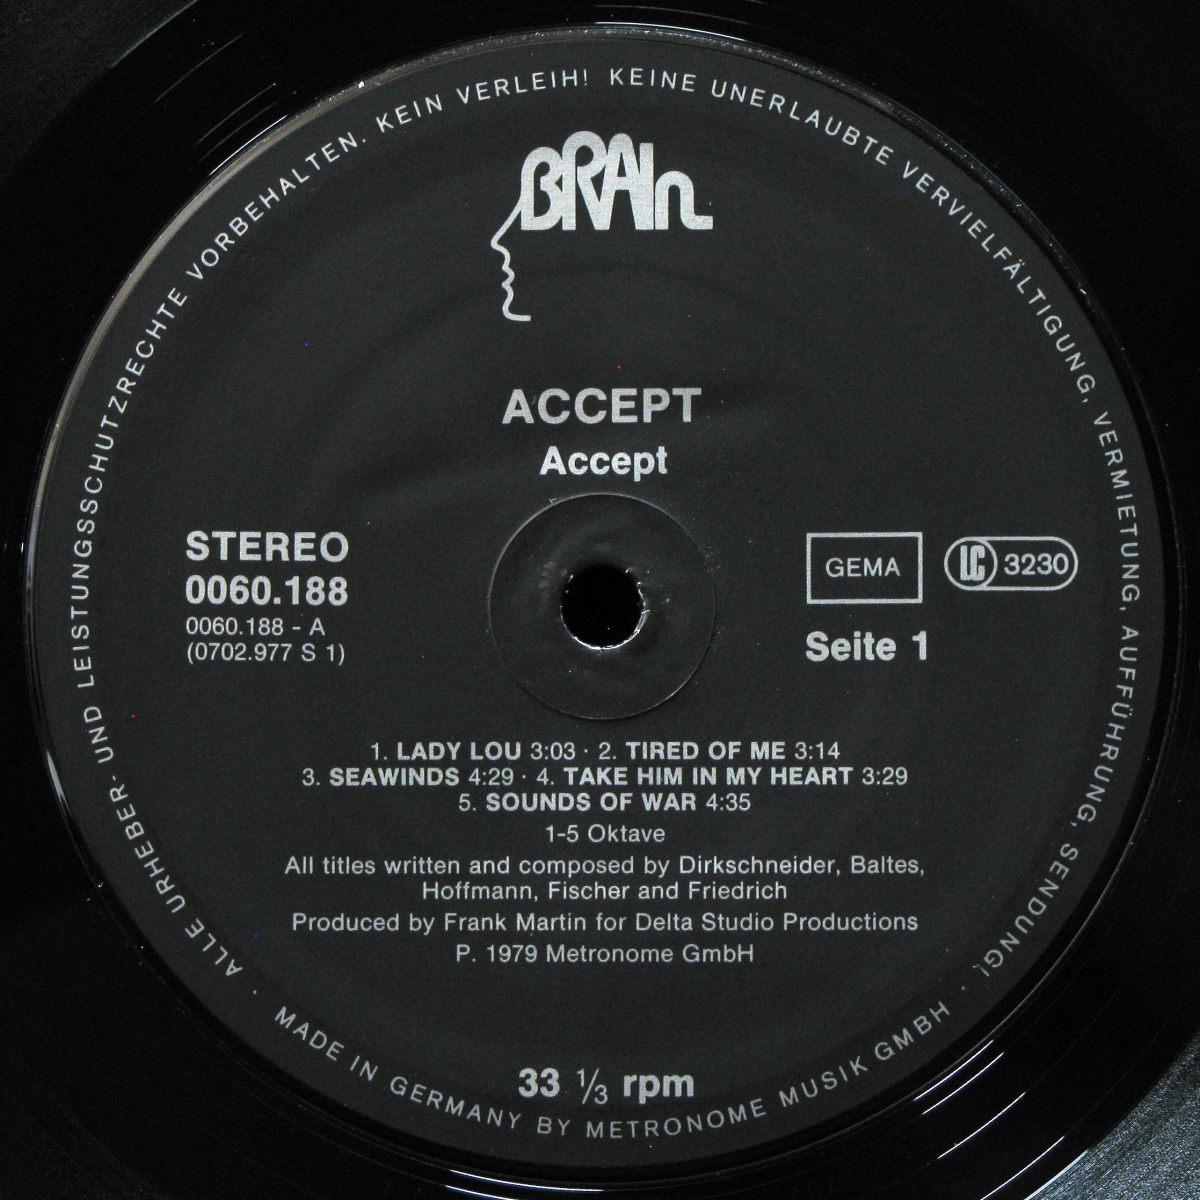 ALLE URHEBER- UND LEISTUNGSSCHUTZRECHTE VORBEHALTEN. KEIN VERLEIH! KEINE UNERLAUBTE VERVIELFÄLTIGUNG, VERMIETUNG, AUFFÜHRUNG, SENDUNG!
BRAIn
ACCEPT
Accept
STEREO
0060.188
0060.188 - A
(0702.977 S 1)
GEMA
LC 3230
Seite 1
1. LADY LOU 3:03 · 2. TIRED OF ME 3:14
3. SEAWINDS 4:29 · 4. TAKE HIM IN MY HEART 3:29
5. SOUNDS OF WAR 4:35
1-5 Oktave
All titles written and composed by Dirkschneider, Baltes,
Hoffmann, Fischer and Friedrich
Produced by Frank Martin for Delta Studio Productions
P. 1979 Metronome GmbH
33 ⅓ rpm
· MADE IN GERMANY BY METRONOME MUSIK GMBH ·